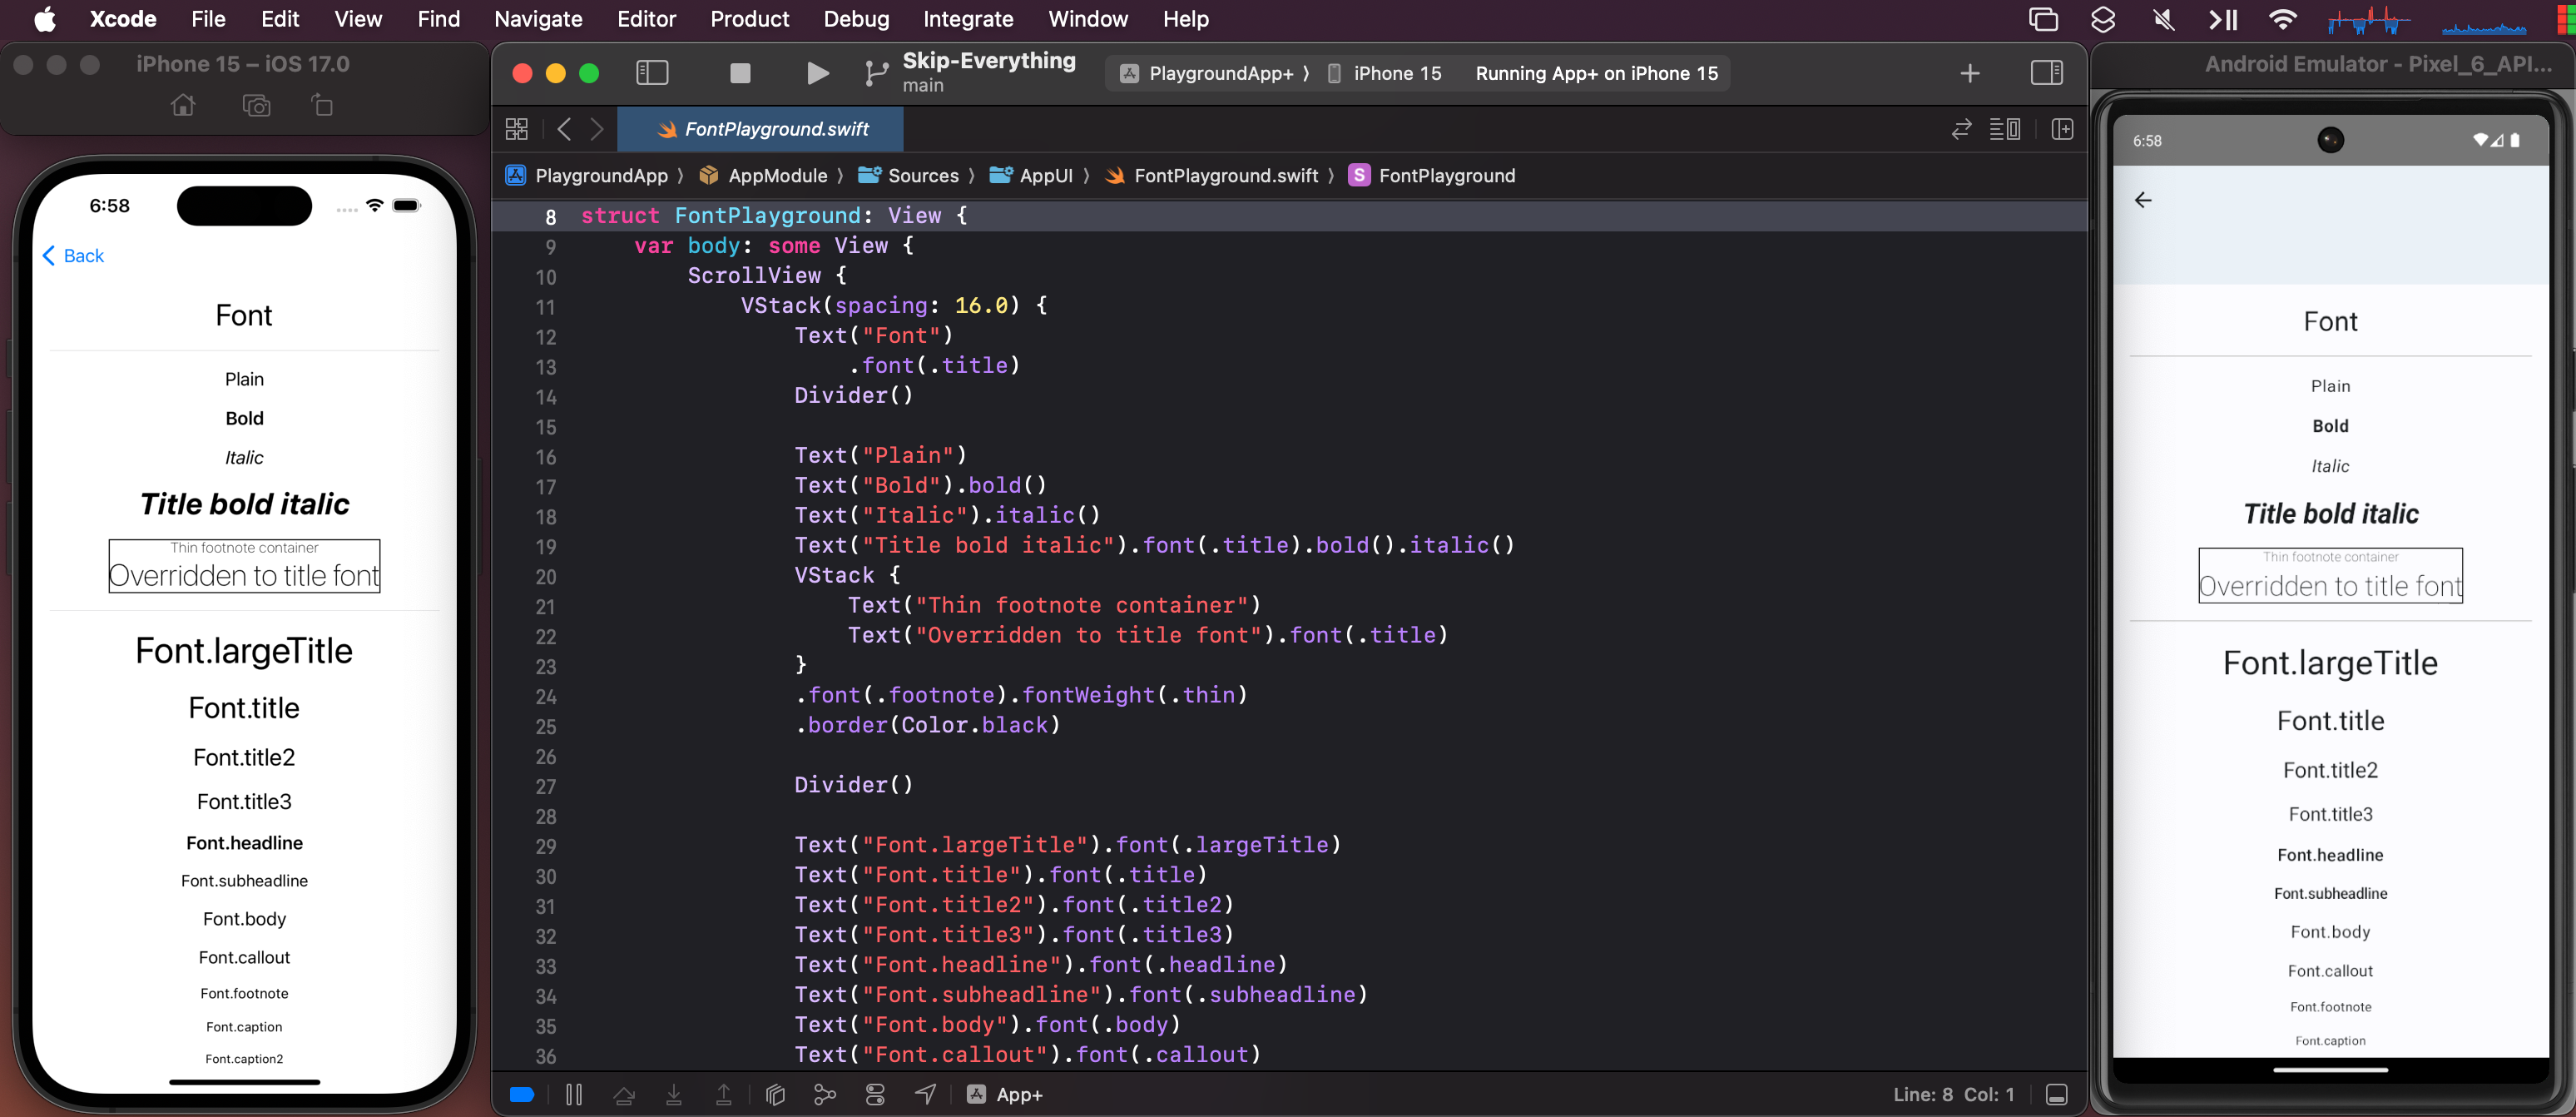 Xcode File Edit View Find Navigate Editor Product Debug Integrate Window Help
iPhone 15 – iOS 17.0
6:58
Back
Font
Plain
Bold
Italic
Title bold italic
Thin footnote container
Overridden to title font
Font.largeTitle
Font.title
Font.title2
Font.title3
Font.headline
Font.subheadline
Font.body
Font.callout
Font.footnote
Font.caption
Font.caption2
Skip-Everything
main
PlaygroundApp+ ⟩ iPhone 15 Running App+ on iPhone 15
FontPlayground.swift
PlaygroundApp ⟩ AppModule ⟩ Sources ⟩ AppUI ⟩ FontPlayground.swift ⟩ S FontPlayground
8 struct FontPlayground: View {
9 var body: some View {
10 ScrollView {
11 VStack(spacing: 16.0) {
12 Text("Font")
13 .font(.title)
14 Divider()
15
16 Text("Plain")
17 Text("Bold").bold()
18 Text("Italic").italic()
19 Text("Title bold italic").font(.title).bold().italic()
20 VStack {
21 Text("Thin footnote container")
22 Text("Overridden to title font").font(.title)
23 }
24 .font(.footnote).fontWeight(.thin)
25 .border(Color.black)
26
27 Divider()
28
29 Text("Font.largeTitle").font(.largeTitle)
30 Text("Font.title").font(.title)
31 Text("Font.title2").font(.title2)
32 Text("Font.title3").font(.title3)
33 Text("Font.headline").font(.headline)
34 Text("Font.subheadline").font(.subheadline)
35 Text("Font.body").font(.body)
36 Text("Font.callout").font(.callout)
App+
Line: 8 Col: 1
Android Emulator - Pixel_6_API...
6:58
Font
Plain
Bold
Italic
Title bold italic
Thin footnote container
Overridden to title font
Font.largeTitle
Font.title
Font.title2
Font.title3
Font.headline
Font.subheadline
Font.body
Font.callout
Font.footnote
Font.caption